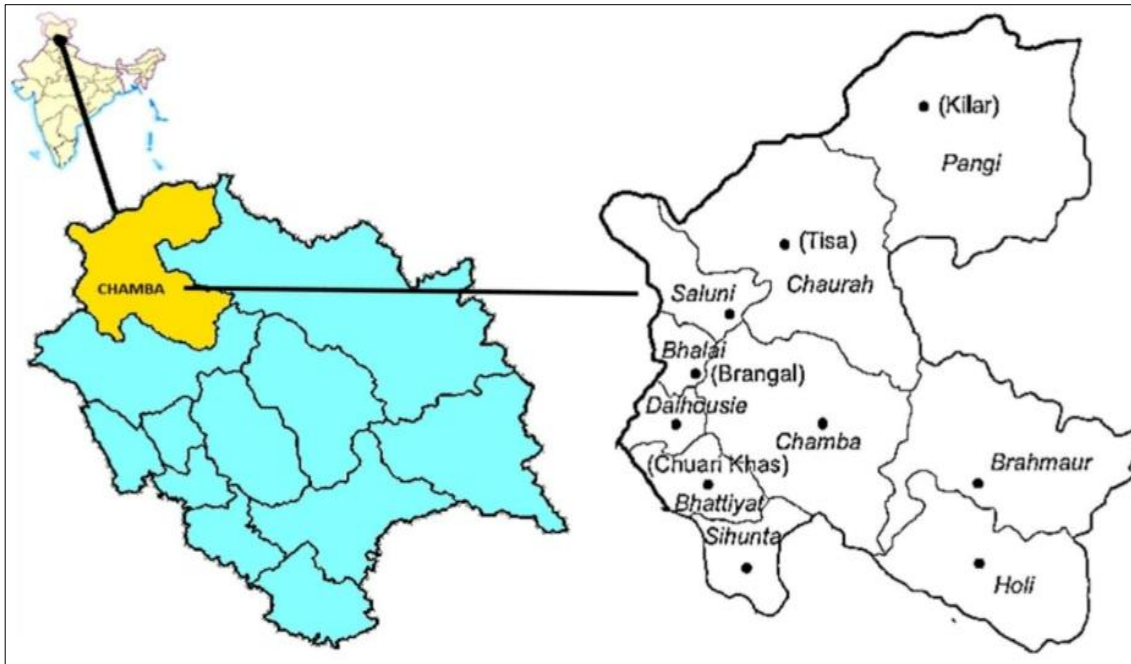 CHAMBA
(Kilar)
Pangi
(Tisa)
Chaurah
Saluni
Bhalai
(Brangal)
Dalhousie
Chamba
(Chuari Khas)
Bhattiyat
Sihunta
Brahmaur
Holi